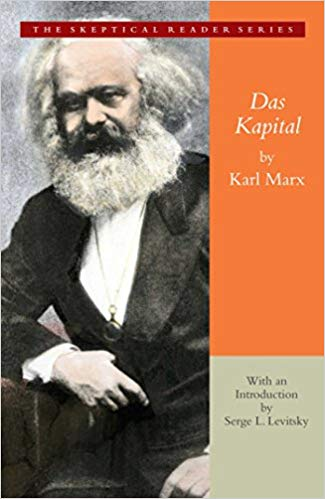 THE SKEPTICAL READER SERIES
Das
Kapital
by
Karl Marx
With an
Introduction
by
Serge L. Levitsky